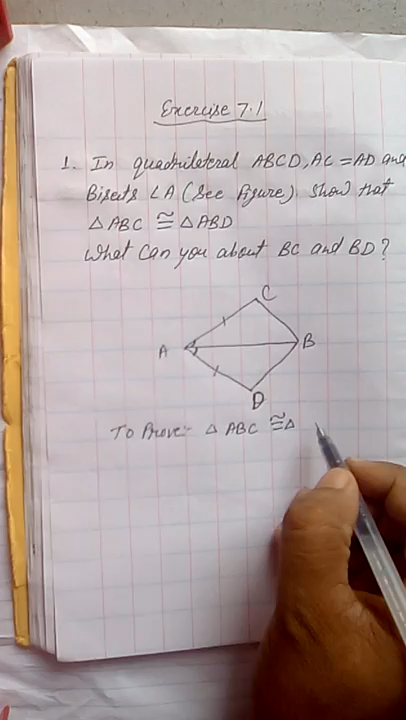 Exercise 7.1
1. In quadrilateral ABCD, AC = AD and
Bisects ∠A (See figure). Show that
△ABC ≅ △ABD
What Can you about BC and BD?
C
A
B
D
To Prove:- △ ABC ≅ △